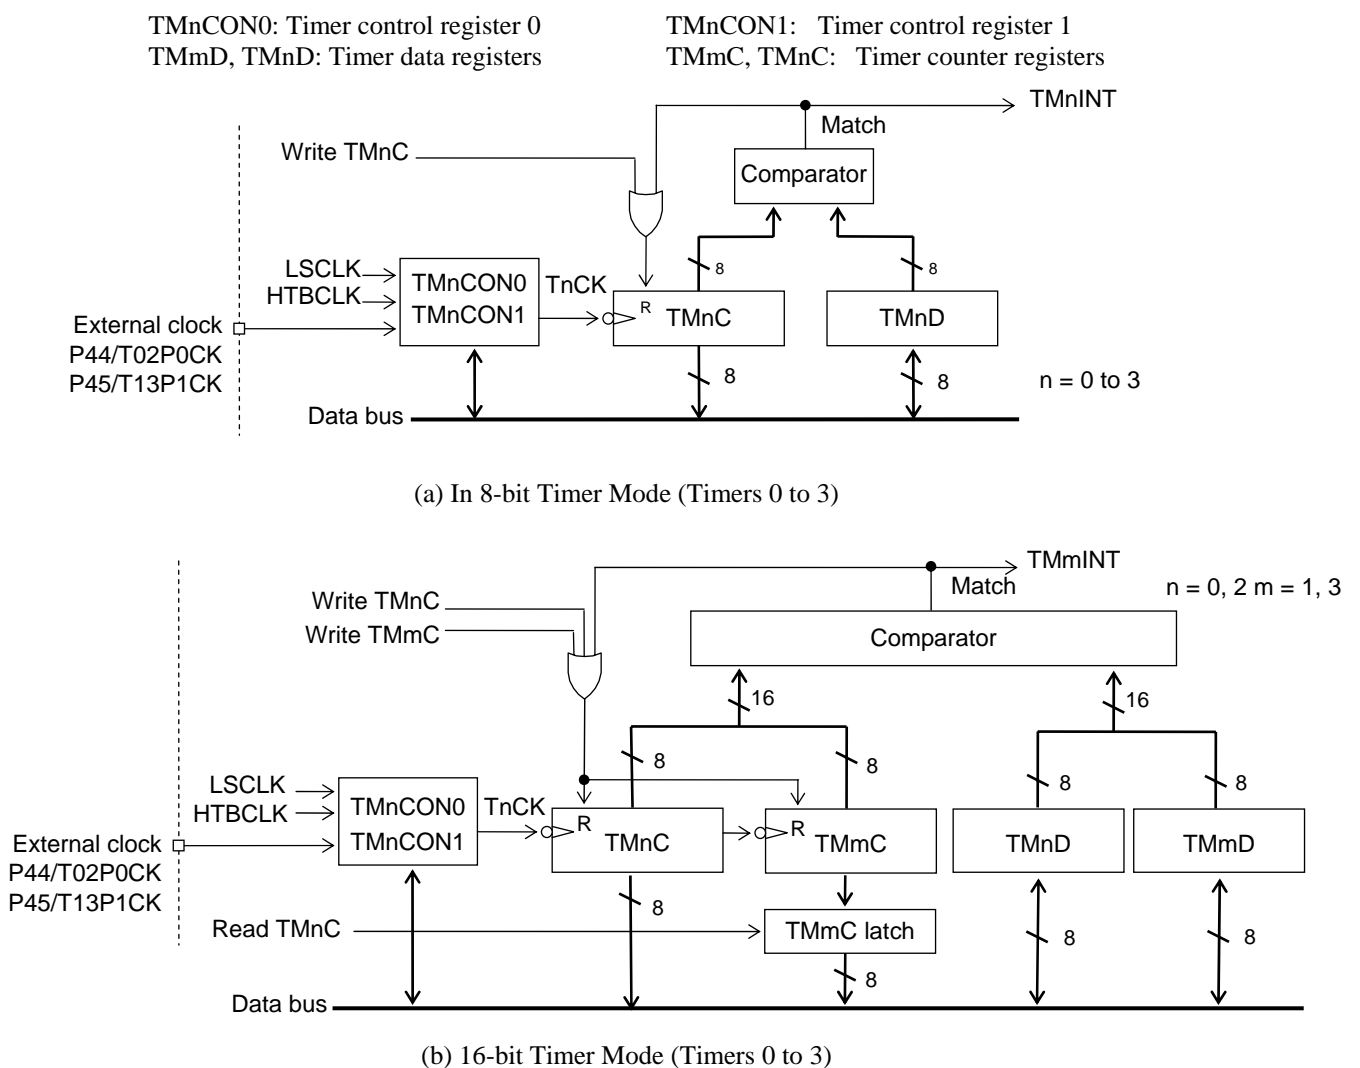 TMnCON0: Timer control register 0 TMnCON1: Timer control register 1
TMmD, TMnD: Timer data registers TMmC, TMnC: Timer counter registers
TMnINT
Match
Write TMnC
Comparator
8 8
LSCLK
HTBCLK
TMnCON0
TMnCON1
TnCK
R
TMnC
TMnD
External clock
P44/T02P0CK
P45/T13P1CK
8 8
n = 0 to 3
Data bus
(a) In 8-bit Timer Mode (Timers 0 to 3)
TMmINT
Match
n = 0, 2 m = 1, 3
Write TMnC
Write TMmC
Comparator
16 16
8 8 8 8
LSCLK
HTBCLK
TMnCON0
TMnCON1
TnCK
R
TMnC
R
TMmC
TMnD
TMmD
External clock
P44/T02P0CK
P45/T13P1CK
8
Read TMnC
TMmC latch
8 8
8
Data bus
(b) 16-bit Timer Mode (Timers 0 to 3)